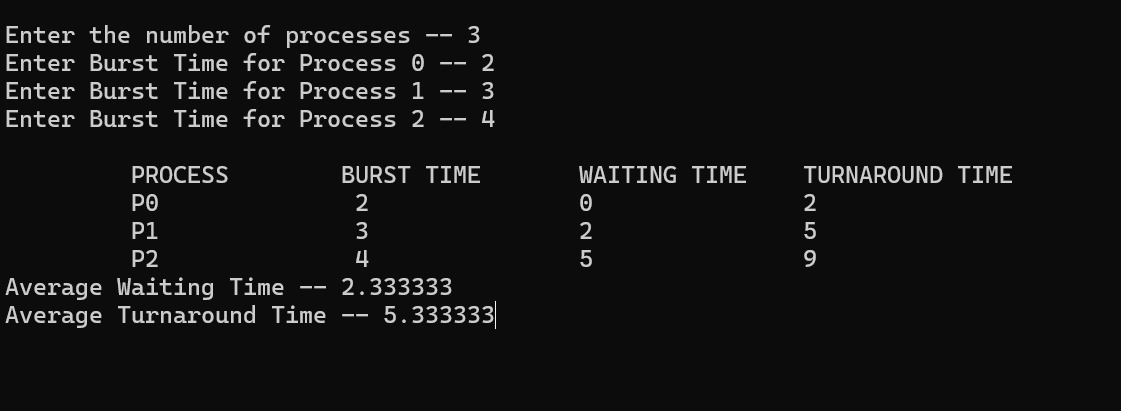 Enter the number of processes -- 3
Enter Burst Time for Process 0 -- 2
Enter Burst Time for Process 1 -- 3
Enter Burst Time for Process 2 -- 4
PROCESS BURST TIME WAITING TIME TURNAROUND TIME
P0 2 0 2
P1 3 2 5
P2 4 5 9
Average Waiting Time -- 2.333333
Average Turnaround Time -- 5.333333